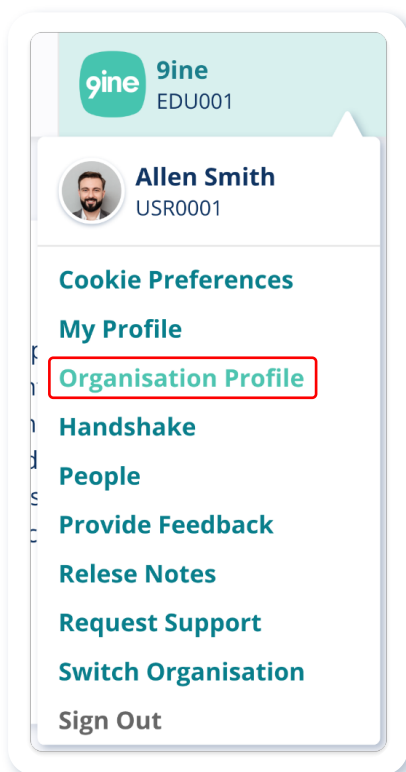 9ine
9ine
EDU001
Allen Smith
USR0001
Cookie Preferences
My Profile
Organisation Profile
Handshake
People
Provide Feedback
Relese Notes
Request Support
Switch Organisation
Sign Out